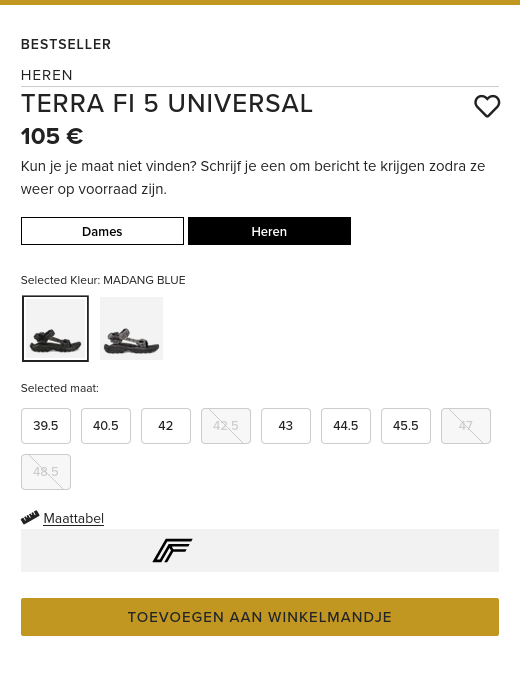 BESTSELLER
HEREN
TERRA FI 5 UNIVERSAL
105 €
Kun je je maat niet vinden? Schrijf je een om bericht te krijgen zodra ze
weer op voorraad zijn.
Dames Heren
Selected Kleur: MADANG BLUE
Selected maat:
39.5 40.5 42 42.5 43 44.5 45.5 47
48.5
Maattabel
TOEVOEGEN AAN WINKELMANDJE